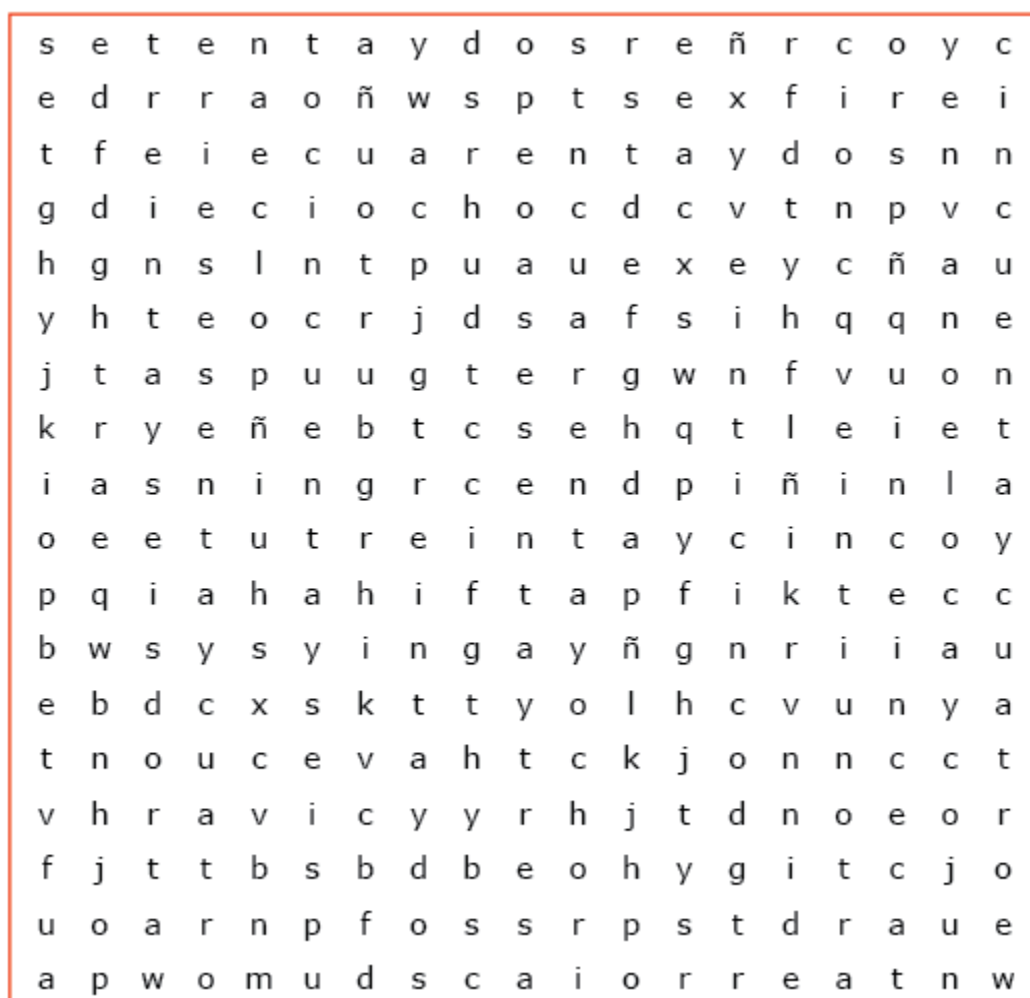 s e t e n t a y d o s r e ñ r c o y c
e d r r a o ñ w s p t s e x f i r e i
t f e i e c u a r e n t a y d o s n n
g d i e c i o c h o c d c v t n p v c
h g n s l n t p u a u e x e y c ñ a u
y h t e o c r j d s a f s i h q q n e
j t a s p u u g t e r g w n f v u o n
k r y e ñ e b t c s e h q t l e i e t
i a s n i n g r c e n d p i ñ i n l a
o e e t u t r e i n t a y c i n c o y
p q i a h a h i f t a p f i k t e c c
b w s y s y i n g a y ñ g n r i i a u
e b d c x s k t t y o l h c v u n y a
t n o u c e v a h t c k j o n n c c t
v h r a v i c y y r h j t d n o e o r
f j t t b s b d b e o h y g i t c j o
u o a r n p f o s s r p s t d r a u e
a p w o m u d s c a i o r r e a t n w